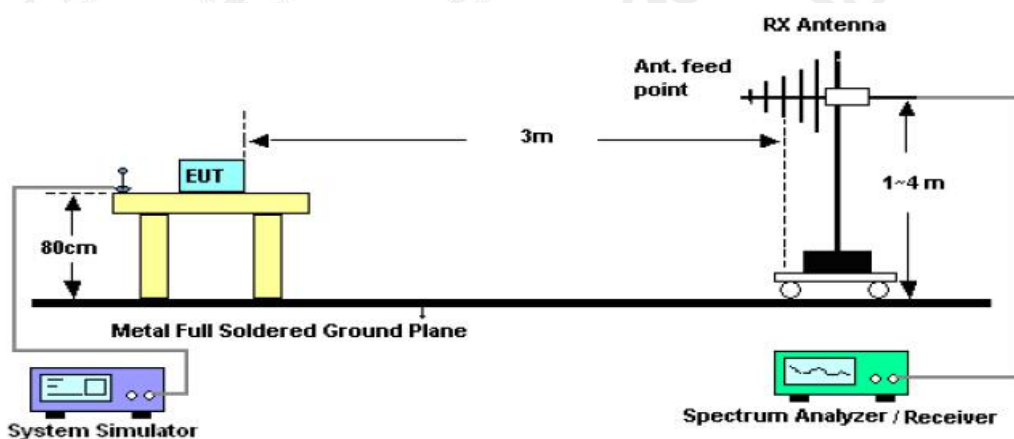 RX Antenna
Ant. feed
point
3m
EUT
1~4 m
80cm
Metal Full Soldered Ground Plane
System Simulator
Spectrum Analyzer / Receiver